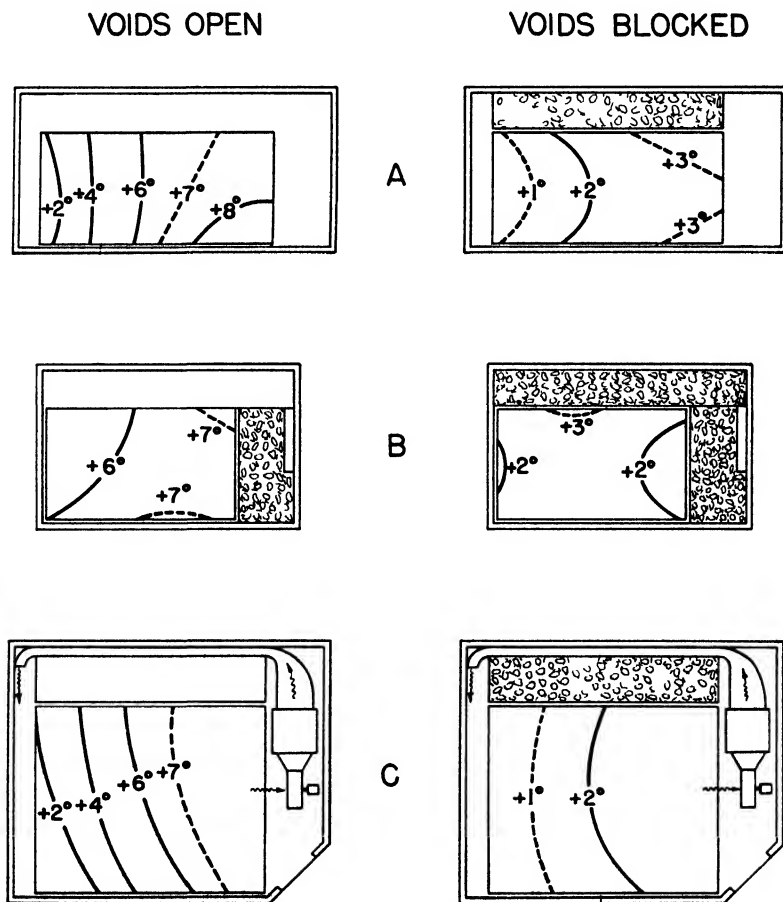 VOIDS OPEN
VOIDS BLOCKED
A
+2° +4° +6° +7° +8°
+1° +2° +3° +3°
B
+6° +7° +7°
+3° +2° +2°
C
+2° +4° +6° +7°
+1° +2°